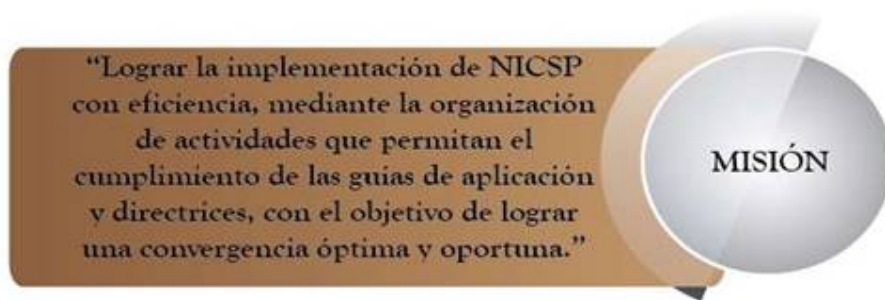 “Lograr la implementación de NICSP
con eficiencia, mediante la organización
de actividades que permitan el
cumplimiento de las guias de aplicación
y directrices, con el objetivo de lograr
una convergencia óptima y oportuna.”
MISIÓN